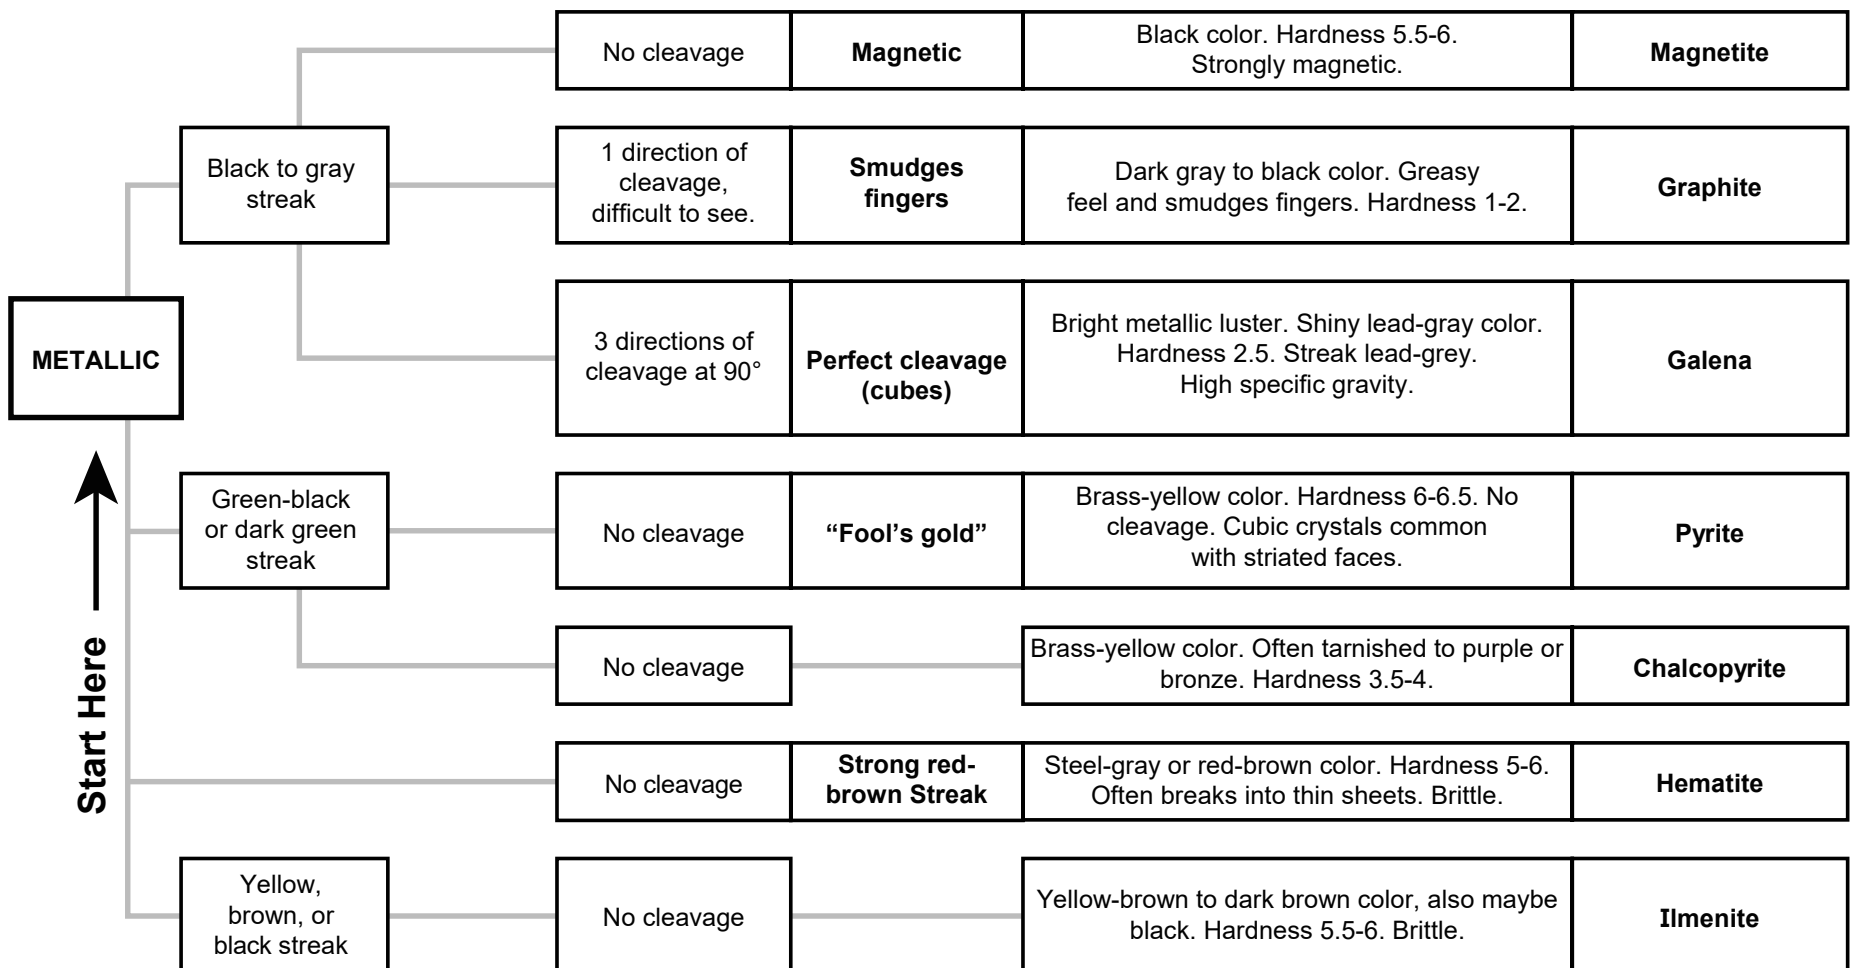 No cleavage
Magnetic
Black color. Hardness 5.5-6.
Strongly magnetic.
Magnetite
Black to gray
streak
1 direction of
cleavage,
difficult to see.
Smudges
fingers
Dark gray to black color. Greasy
feel and smudges fingers. Hardness 1-2.
Graphite
METALLIC
3 directions of
cleavage at 90°
Perfect cleavage
(cubes)
Bright metallic luster. Shiny lead-gray color.
Hardness 2.5. Streak lead-grey.
High specific gravity.
Galena
Green-black
or dark green
streak
No cleavage
“Fool’s gold”
Brass-yellow color. Hardness 6-6.5. No
cleavage. Cubic crystals common
with striated faces.
Pyrite
Start Here
No cleavage
Brass-yellow color. Often tarnished to purple or
bronze. Hardness 3.5-4.
Chalcopyrite
No cleavage
Strong red-
brown Streak
Steel-gray or red-brown color. Hardness 5-6.
Often breaks into thin sheets. Brittle.
Hematite
Yellow,
brown, or
black streak
No cleavage
Yellow-brown to dark brown color, also maybe
black. Hardness 5.5-6. Brittle.
Ilmenite